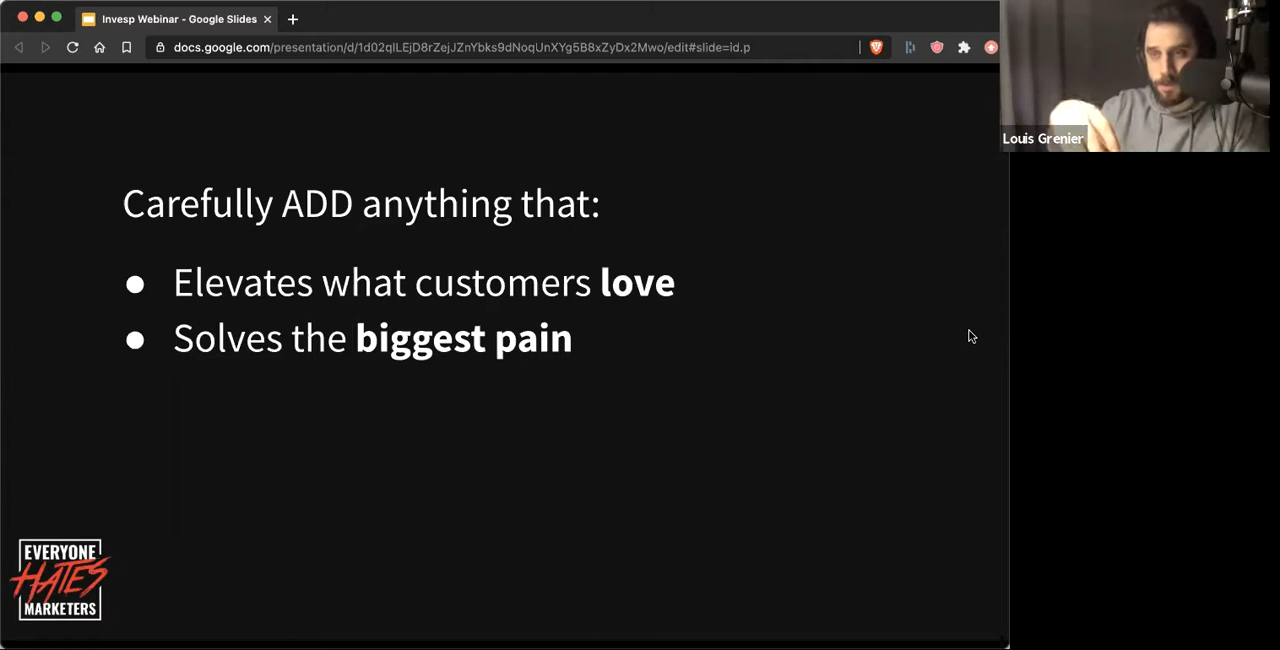 Invesp Webinar - Google Slides
docs.google.com/presentation/d/1d02qlLEjD8rZejJZnYbks9dNoqUnXYg5B8xZyDx2Mwo/edit#slide=id.p
Louis Grenier
Carefully ADD anything that:
● Elevates what customers love
● Solves the biggest pain
EVERYONE
HATES
MARKETERS